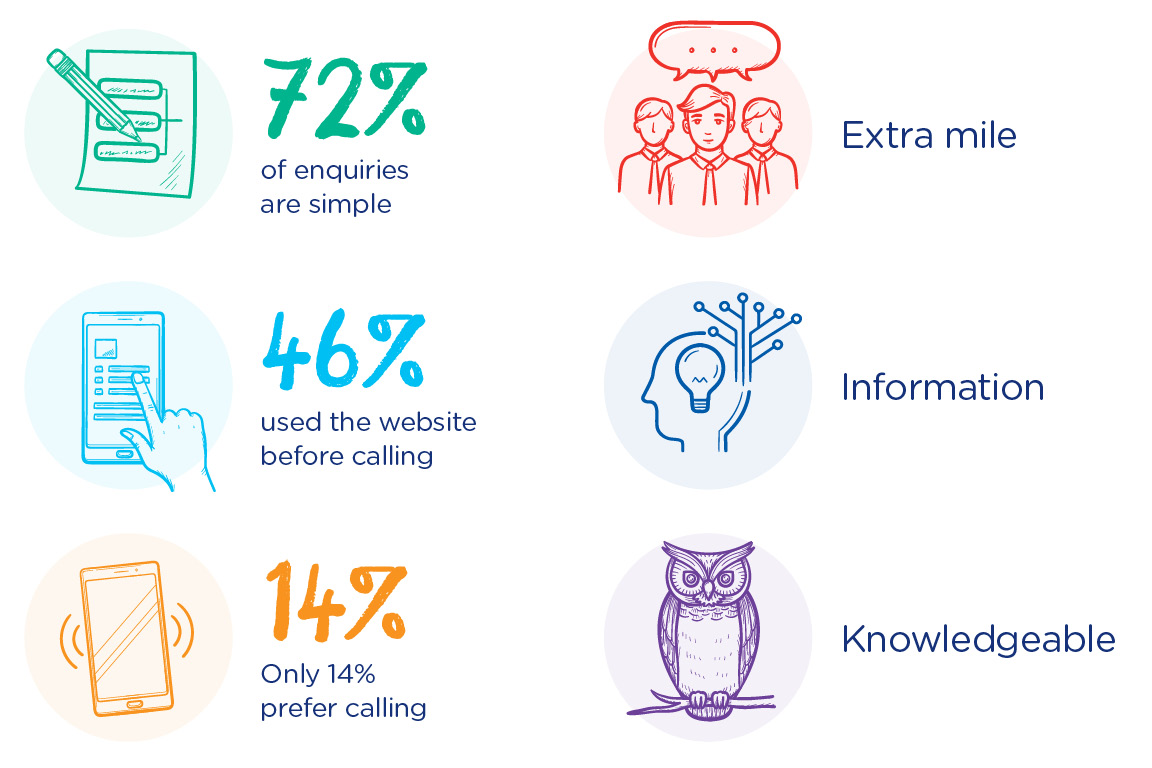 72%
of enquiries
are simple
46%
used the website
before calling
14%
Only 14%
prefer calling
Extra mile
Information
Knowledgeable